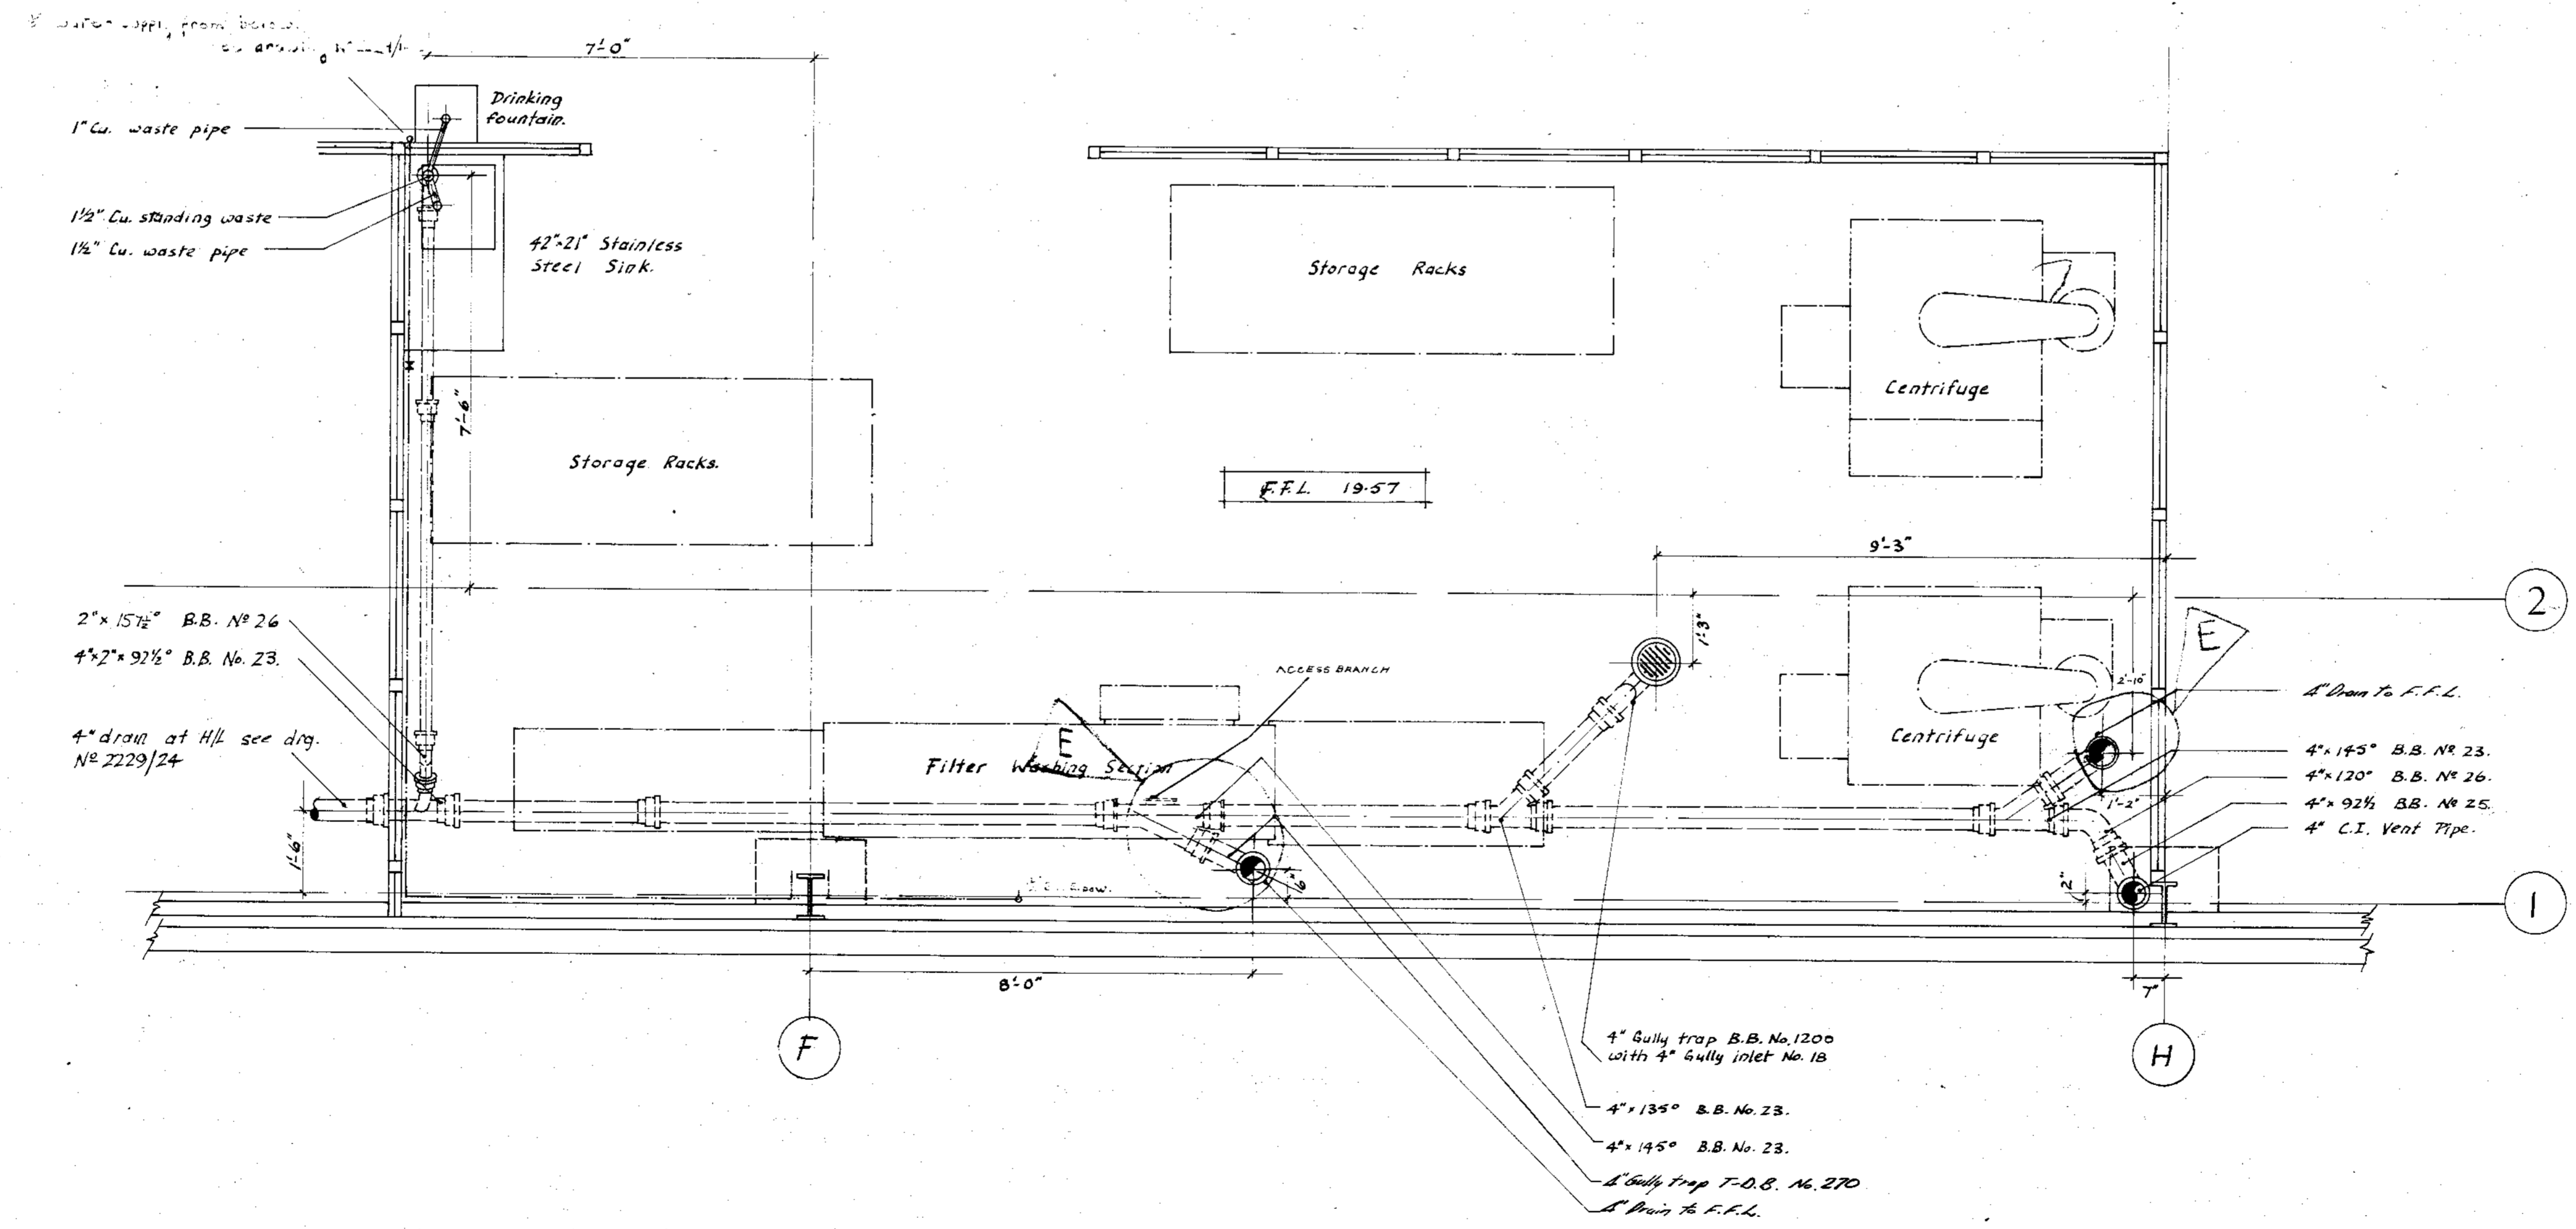 water supply from
7'-0"
Drinking
fountain.
1" Cu. waste pipe
1½" Cu. standing waste
1½" Cu. waste pipe
42"×21" Stainless
Steel Sink.
Storage Racks
Centrifuge
7'-6"
Storage Racks.
F.F.L. 19·57
9'-3"
2
2"× 157½° B.B. Nº 26
4"×2"× 92½° B.B. No. 23.
1'-3"
E
ACCESS BRANCH
2'-10"
4" Drain to F.F.L.
4" drain at H/L see drg.
Nº 2229/24
E
Filter Washing Section
Centrifuge
4"× 145° B.B. Nº 23.
4"× 120° B.B. Nº 26.
4"× 92½ B.B. Nº 25.
4" C.I. Vent Pipe.
1'-2"
1'-6"
Elbow.
2"
1
8'-0"
7"
F
H
4" Gully trap B.B. No. 1200
with 4" Gully inlet No. 18
4"× 135° B.B. No. 23.
4"× 145° B.B. No. 23.
4" Gully trap T-D.B. No. 270
4" Drain to F.F.L.